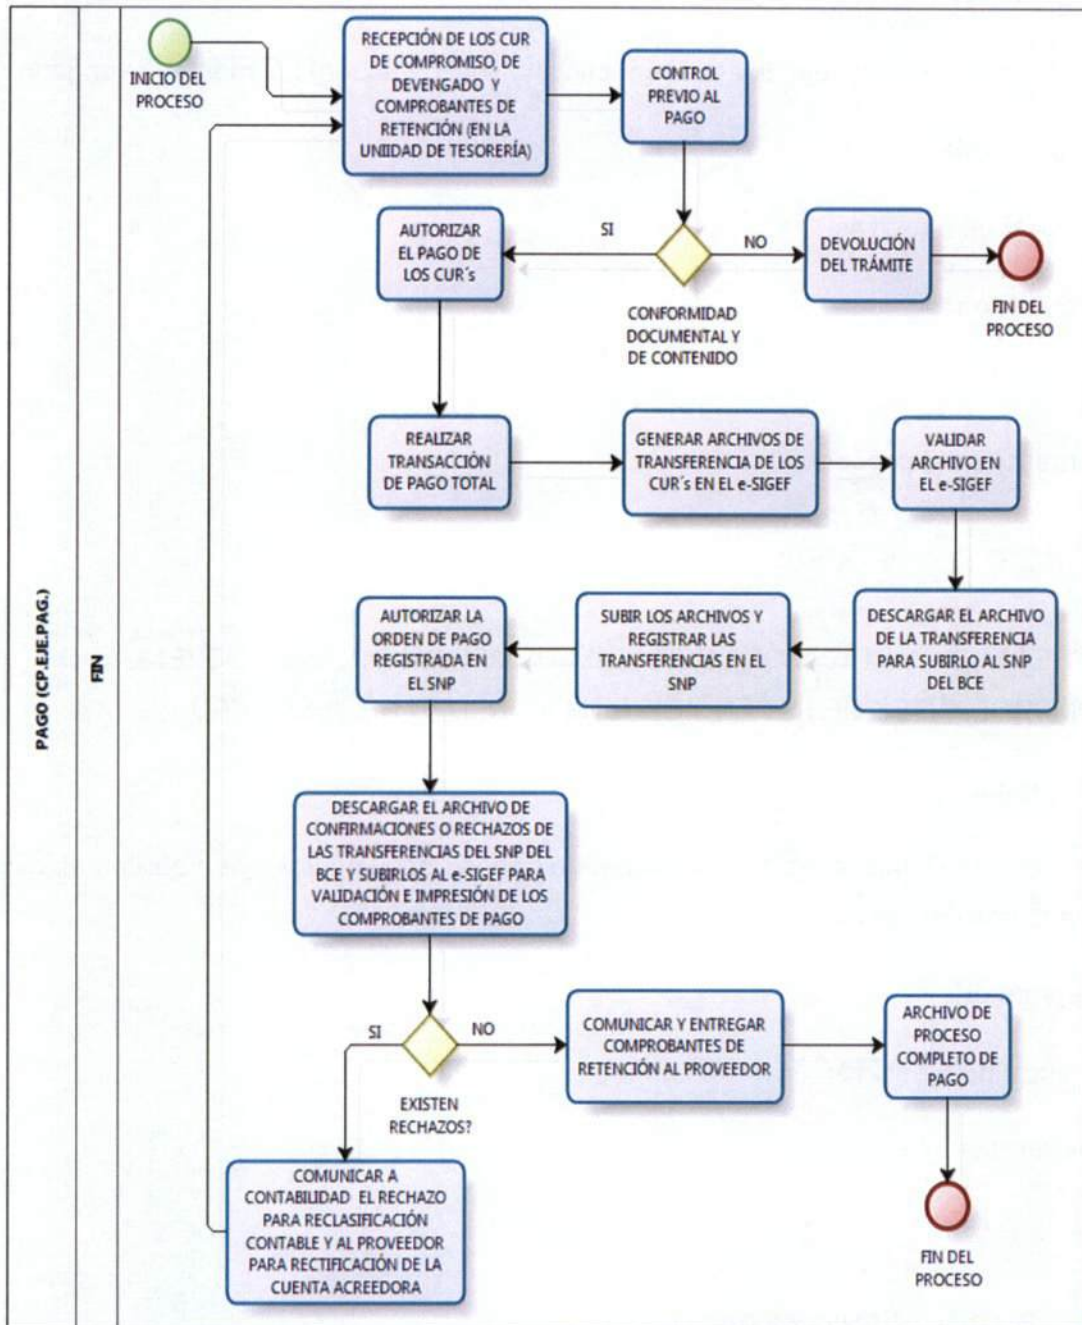 PAGO (CP.EJE.PAG.)
FIN
INICIO DEL
PROCESO
RECEPCIÓN DE LOS CUR
DE COMPROMISO, DE
DEVENGADO Y
COMPROBANTES DE
RETENCIÓN (EN LA
UNIIDAD DE TESORERÍA)
CONTROL
PREVIO AL
PAGO
SI
NO
CONFORMIDAD
DOCUMENTAL Y
DE CONTENIDO
DEVOLUCIÓN
DEL TRÁMITE
FIN DEL
PROCESO
AUTORIZAR
EL PAGO DE
LOS CUR´s
REALIZAR
TRANSACCIÓN
DE PAGO TOTAL
GENERAR ARCHIVOS DE
TRANSFERENCIA DE LOS
CUR´s EN EL e-SIGEF
VALIDAR
ARCHIVO EN
EL e-SIGEF
DESCARGAR EL ARCHIVO
DE LA TRANSFERENCIA
PARA SUBIRLO AL SNP
DEL BCE
SUBIR LOS ARCHIVOS Y
REGISTRAR LAS
TRANSFERENCIAS EN EL
SNP
AUTORIZAR LA
ORDEN DE PAGO
REGISTRADA EN
EL SNP
DESCARGAR EL ARCHIVO DE
CONFIRMACIONES O RECHAZOS DE
LAS TRANSFERENCIAS DEL SNP DEL
BCE Y SUBIRLOS AL e-SIGEF PARA
VALIDACIÓN E IMPRESIÓN DE LOS
COMPROBANTES DE PAGO
SI
NO
EXISTEN
RECHAZOS?
COMUNICAR Y ENTREGAR
COMPROBANTES DE
RETENCIÓN AL PROVEEDOR
ARCHIVO DE
PROCESO
COMPLETO DE
PAGO
FIN DEL
PROCESO
COMUNICAR A
CONTABILIDAD EL RECHAZO
PARA RECLASIFICACIÓN
CONTABLE Y AL PROVEEDOR
PARA RECTIFICACIÓN DE LA
CUENTA ACREEDORA